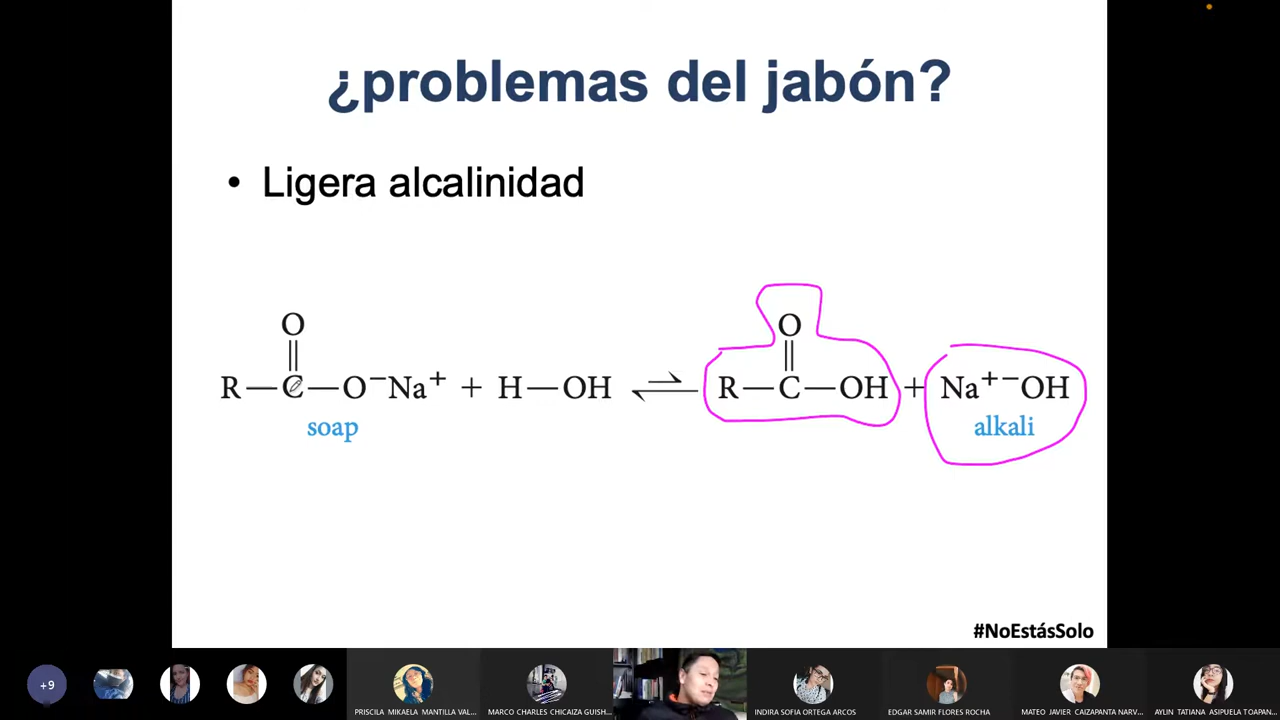 ¿problemas del jabón?
• Ligera alcalinidad
O O
R—C—O⁻Na⁺ + H—OH ⇌ R—C—OH + Na⁺⁻OH
soap alkali
#NoEstásSolo
+9 PRISCILA MIKAELA MANTILLA VAL... MARCO CHARLES CHICAIZA GUISH... INDIRA SOFIA ORTEGA ARCOS EDGAR SAMIR FLORES ROCHA MATEO JAVIER CAIZAPANTA NARV... AYLIN TATIANA ASIPUELA TOAPAN...